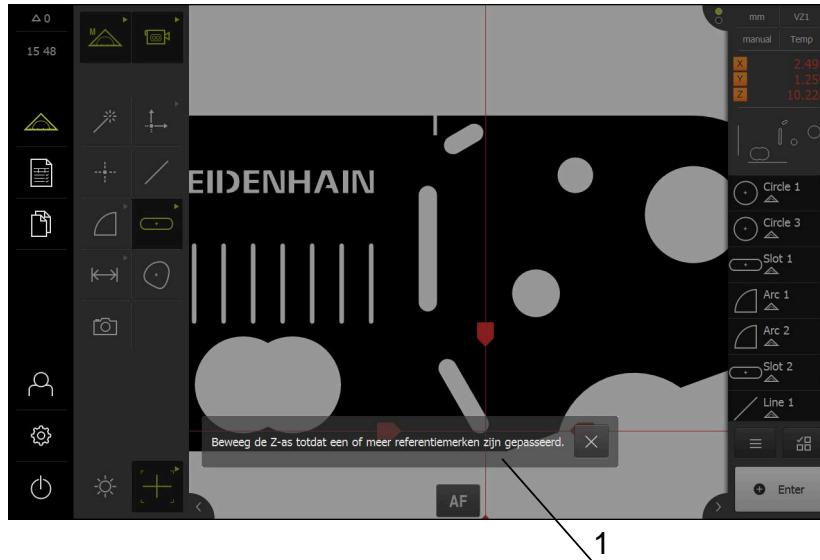 0
15 48
M
EIDENHAIN
Beweeg de Z-as totdat een of meer referentiemerken zijn gepasseerd.
AF
mm VZ1
manual Temp
X 2.49
Y 1.25
Z 10.22
Circle 1
Circle 3
Slot 1
Arc 1
Arc 2
Slot 2
Line 1
Enter
1